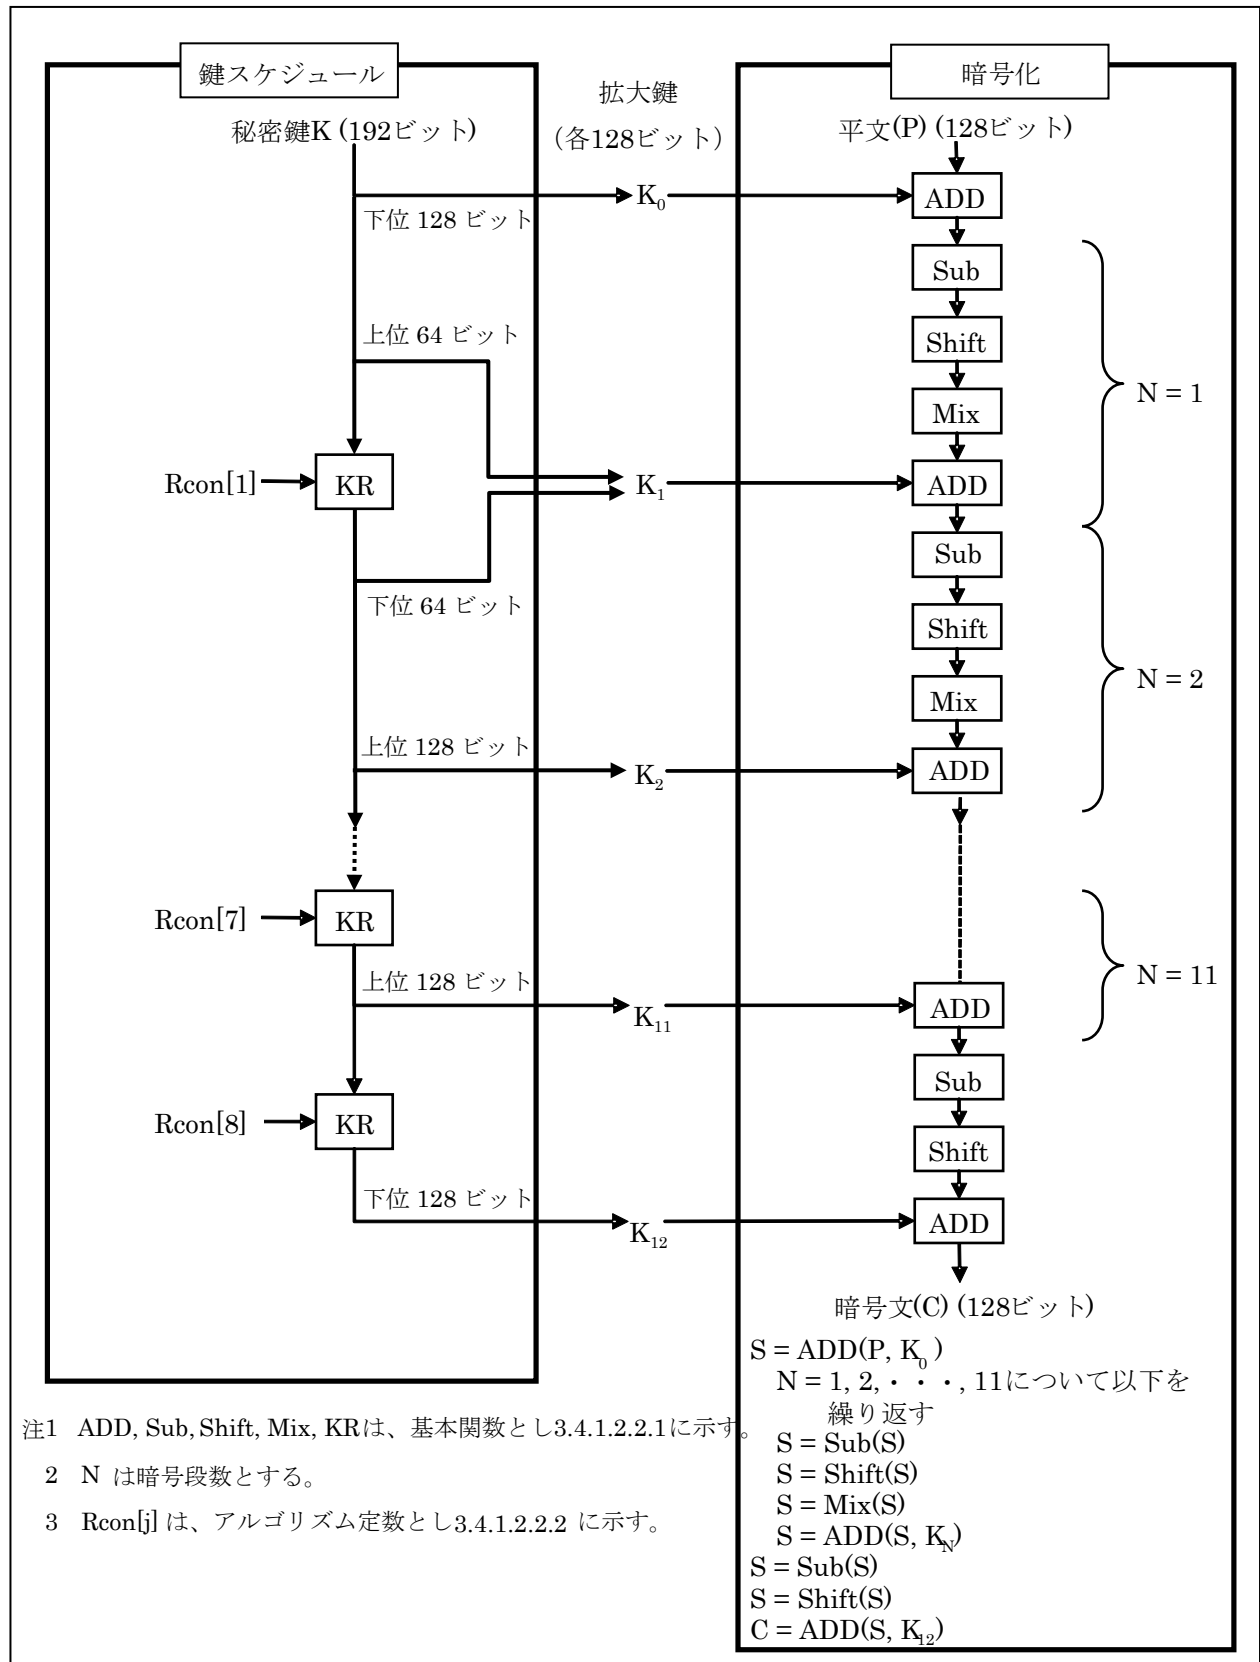 鍵スケジュール
秘密鍵K (192ビット)
下位 128 ビット
上位 64 ビット
Rcon[1]
KR
下位 64 ビット
上位 128 ビット
Rcon[7]
KR
上位 128 ビット
Rcon[8]
KR
下位 128 ビット
拡大鍵
(各128ビット)
K0
K1
K2
K11
K12
暗号化
平文(P) (128ビット)
ADD
Sub
Shift
Mix
ADD
N = 1
Sub
Shift
Mix
ADD
N = 2
ADD
N = 11
Sub
Shift
ADD
暗号文(C) (128ビット)
S = ADD(P, K0 )
N = 1, 2,・・・, 11について以下を
繰り返す
S = Sub(S)
S = Shift(S)
S = Mix(S)
S = ADD(S, KN)
S = Sub(S)
S = Shift(S)
C = ADD(S, K12)
注1 ADD, Sub, Shift, Mix, KRは、基本関数とし3.4.1.2.2.1に示す。
2 N は暗号段数とする。
3 Rcon[j] は、アルゴリズム定数とし3.4.1.2.2.2 に示す。